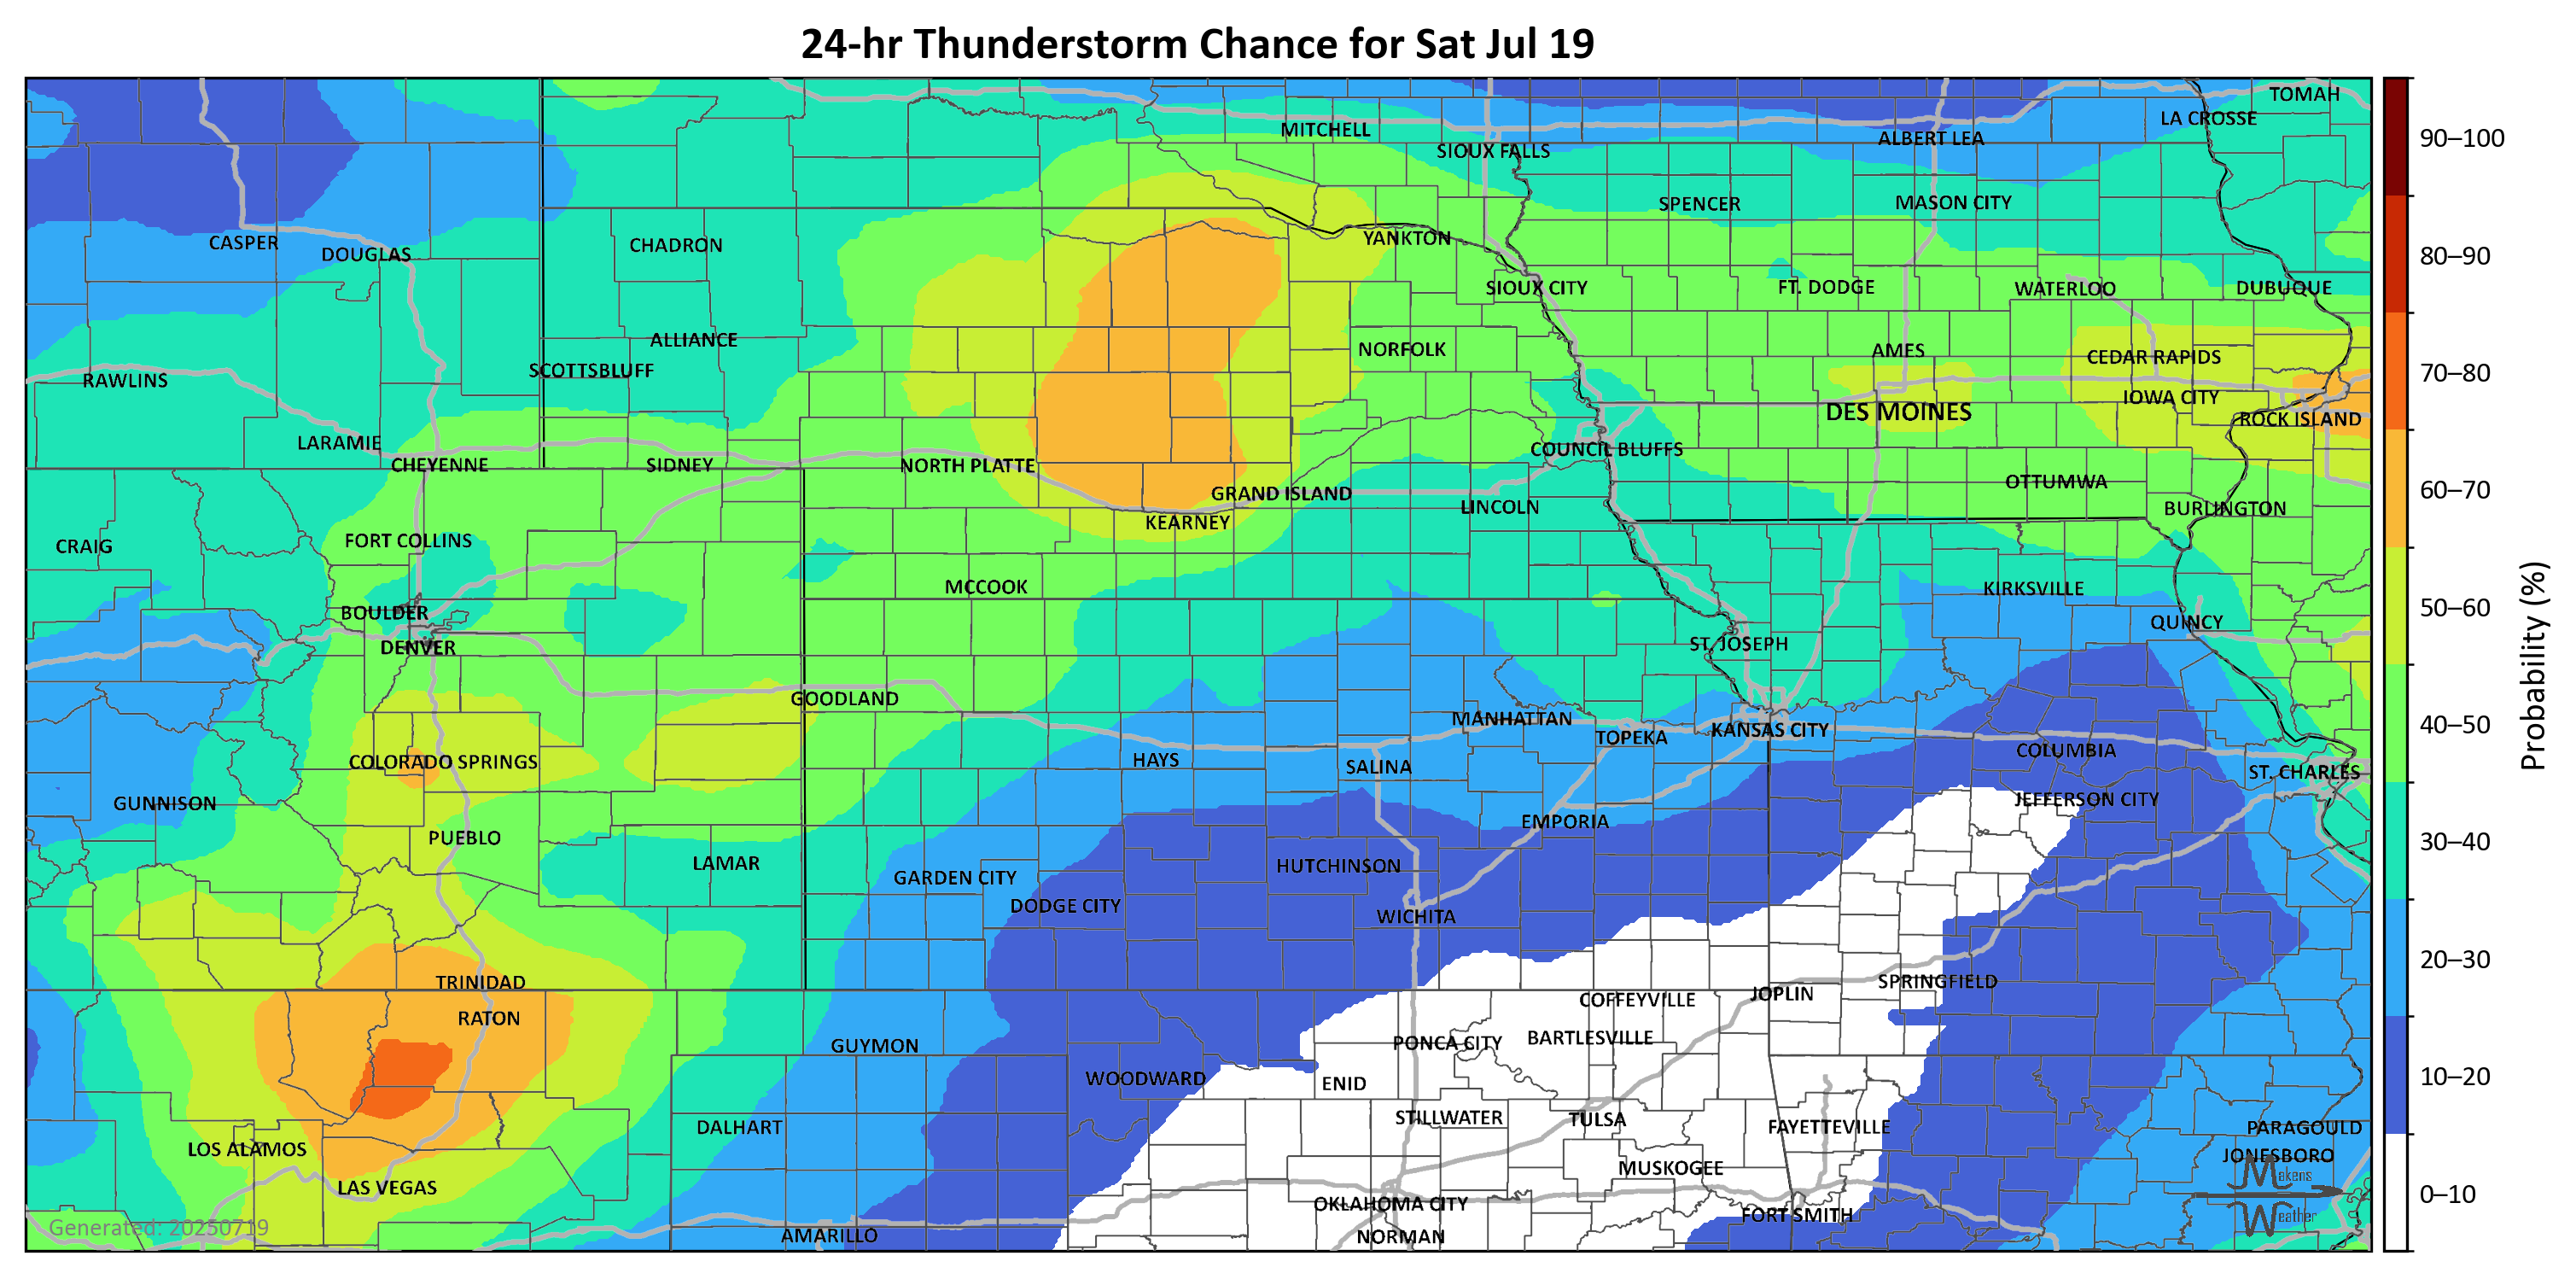 24-hr Thunderstorm Chance for Sat Jul 19
TOMAH
LA CROSSE
MITCHELL
ALBERT LEA
SIOUX FALLS
SPENCER
MASON CITY
CASPER
DOUGLAS
CHADRON
YANKTON
SIOUX CITY
FT. DODGE
WATERLOO
DUBUQUE
ALLIANCE
NORFOLK
AMES
CEDAR RAPIDS
RAWLINS
SCOTTSBLUFF
IOWA CITY
DES MOINES
ROCK ISLAND
LARAMIE
COUNCIL BLUFFS
CHEYENNE
SIDNEY
NORTH PLATTE
OTTUMWA
GRAND ISLAND
LINCOLN
BURLINGTON
KEARNEY
CRAIG
FORT COLLINS
MCCOOK
KIRKSVILLE
BOULDER
QUINCY
DENVER
ST. JOSEPH
GOODLAND
MANHATTAN
TOPEKA
KANSAS CITY
COLUMBIA
COLORADO SPRINGS
HAYS
SALINA
ST. CHARLES
GUNNISON
JEFFERSON CITY
EMPORIA
PUEBLO
LAMAR
HUTCHINSON
GARDEN CITY
DODGE CITY
WICHITA
TRINIDAD
SPRINGFIELD
JOPLIN
COFFEYVILLE
RATON
BARTLESVILLE
PONCA CITY
GUYMON
WOODWARD
ENID
STILLWATER
TULSA
DALHART
FAYETTEVILLE
PARAGOULD
LOS ALAMOS
JONESBORO
MUSKOGEE
LAS VEGAS
OKLAHOMA CITY
FORT SMITH
AMARILLO
NORMAN
Generated: 20250719
Makens
Weather
90–100
80–90
70–80
60–70
50–60
40–50
30–40
20–30
10–20
0–10
Probability (%)